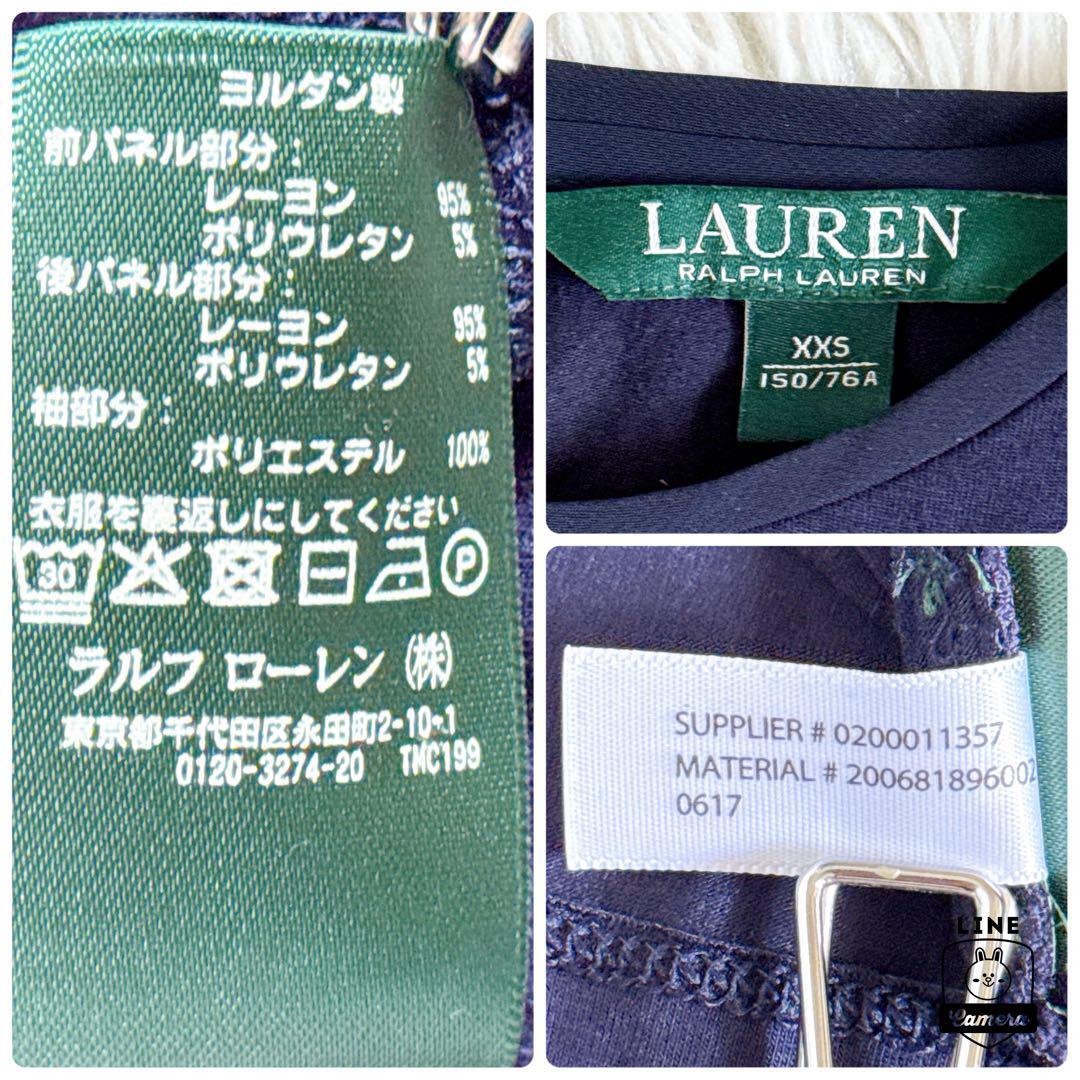 ヨルダン製
前パネル部分：
レーヨン 95%
ポリウレタン 5%
後パネル部分：
レーヨン 95%
ポリウレタン 5%
袖部分：
ポリエステル 100%
衣服を裏返しにしてください
30
P
ラルフ ローレン (株)
東京都千代田区永田町2-10-1
0120-3274-20 TMC199
LAUREN
RALPH LAUREN
XXS
150/76A
SUPPLIER # 0200011357
MATERIAL # 200681896002
0617
LINE
Camera